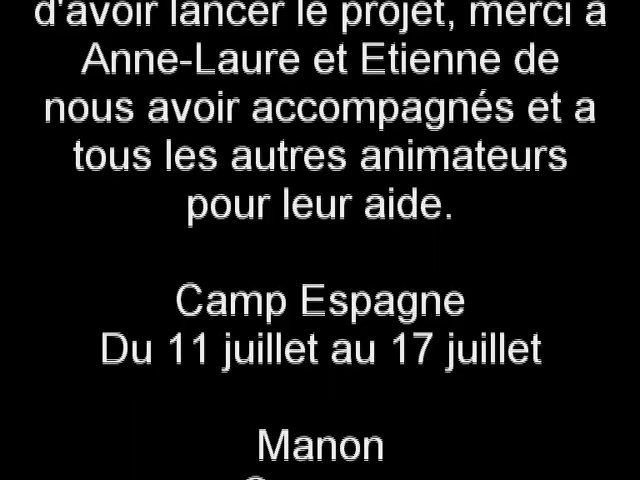 d'avoir lancer le projet, merci a
Anne-Laure et Etienne de
nous avoir accompagnés et a
tous les autres animateurs
pour leur aide.
Camp Espagne
Du 11 juillet au 17 juillet
Manon